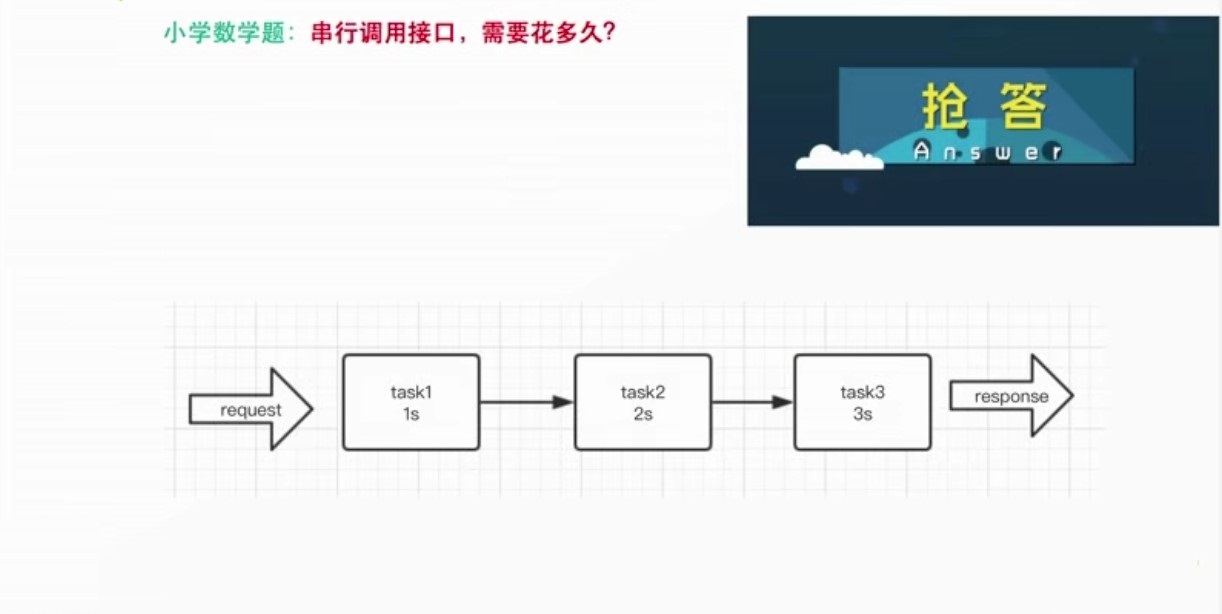 小学数学题：串行调用接口，需要花多久？
抢答
Answer
request
task1
1s
task2
2s
task3
3s
response